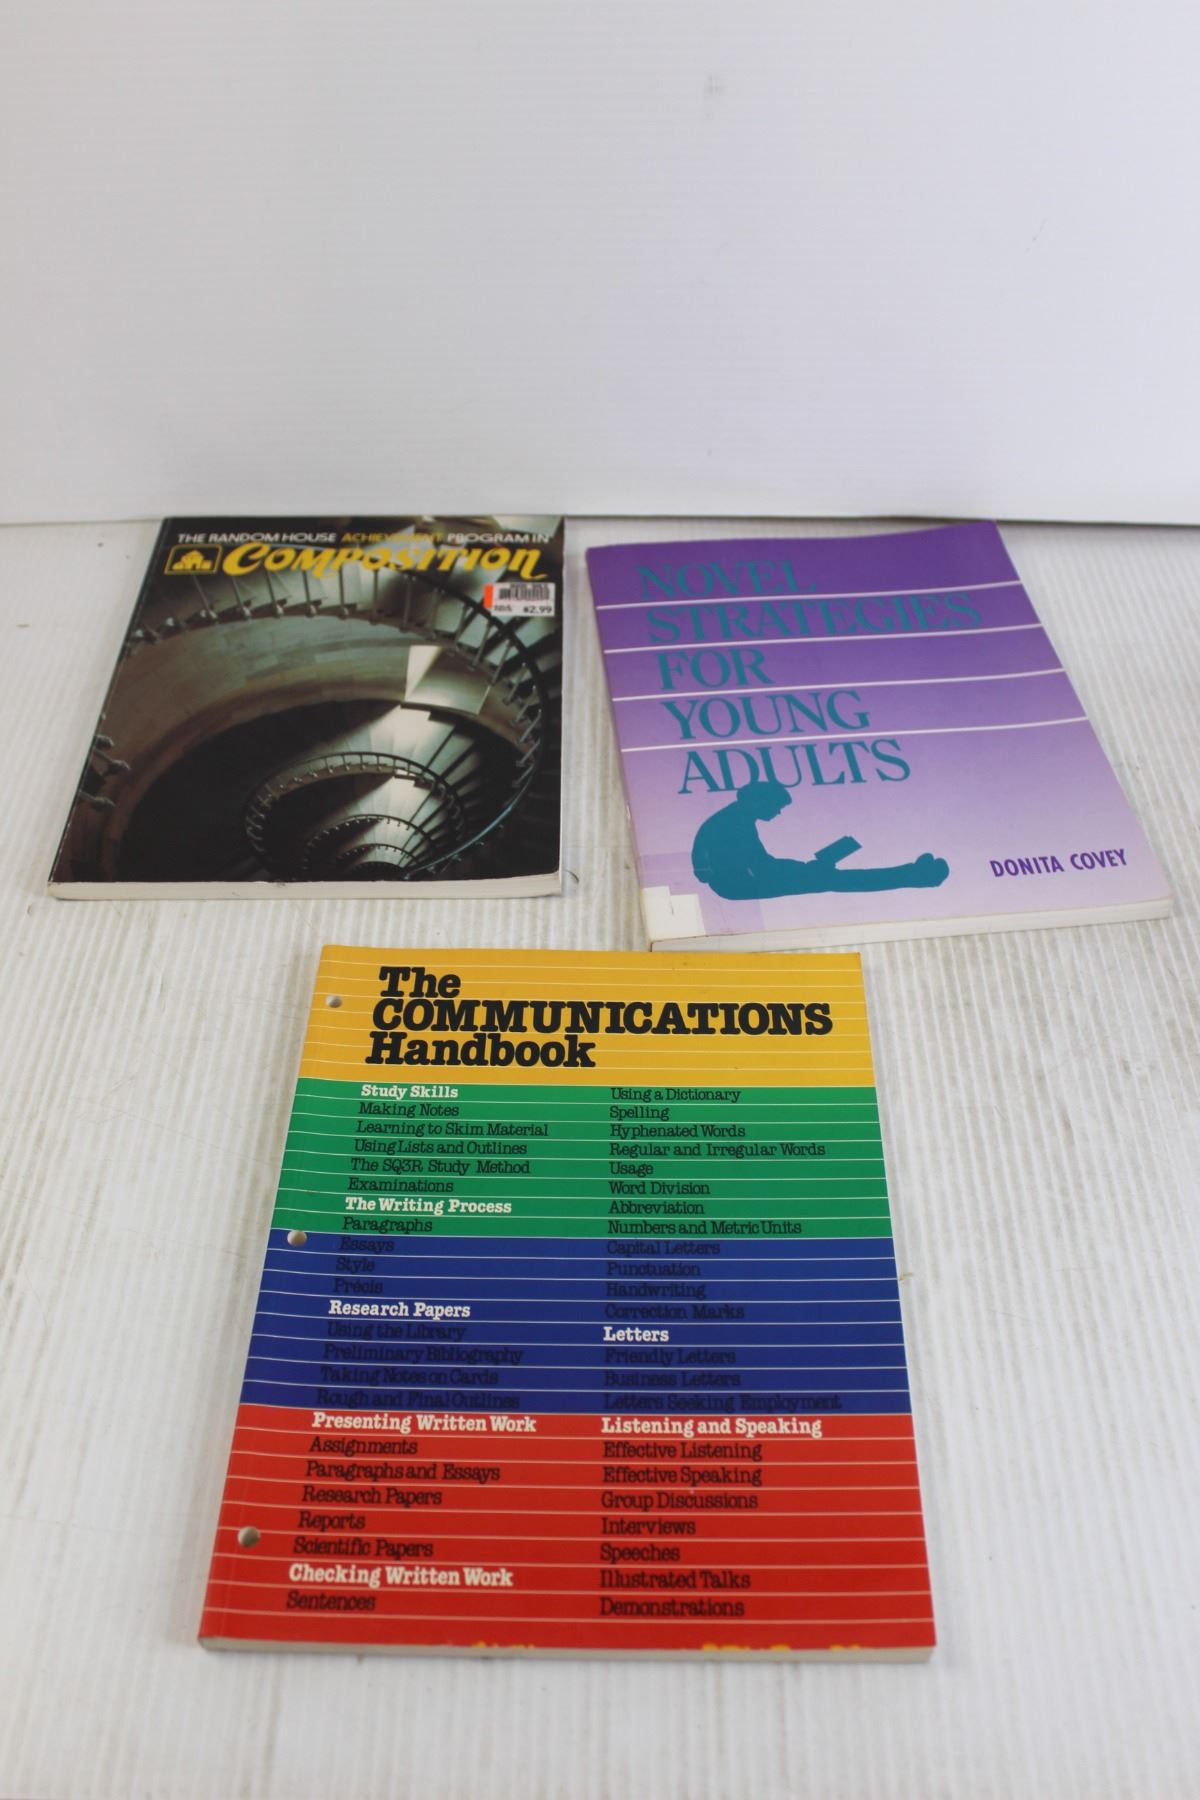 THE RANDOM HOUSE ACHIEVEMENT PROGRAM IN
COMPOSITION
$2.99
NOVEL
STRATEGIES
FOR
YOUNG
ADULTS
DONITA COVEY
The
COMMUNICATIONS
Handbook
Study Skills
Making Notes
Learning to Skim Material
Using Lists and Outlines
The SQ3R Study Method
Examinations
The Writing Process
Paragraphs
Essays
Style
Précis
Research Papers
Using the Library
Preliminary Bibliography
Taking Notes on Cards
Rough and Final Outlines
Presenting Written Work
Assignments
Paragraphs and Essays
Research Papers
Reports
Scientific Papers
Checking Written Work
Sentences
Using a Dictionary
Spelling
Hyphenated Words
Regular and Irregular Words
Usage
Word Division
Abbreviation
Numbers and Metric Units
Capital Letters
Punctuation
Handwriting
Correction Marks
Letters
Friendly Letters
Business Letters
Letters Seeking Employment
Listening and Speaking
Effective Listening
Effective Speaking
Group Discussions
Interviews
Speeches
Illustrated Talks
Demonstrations